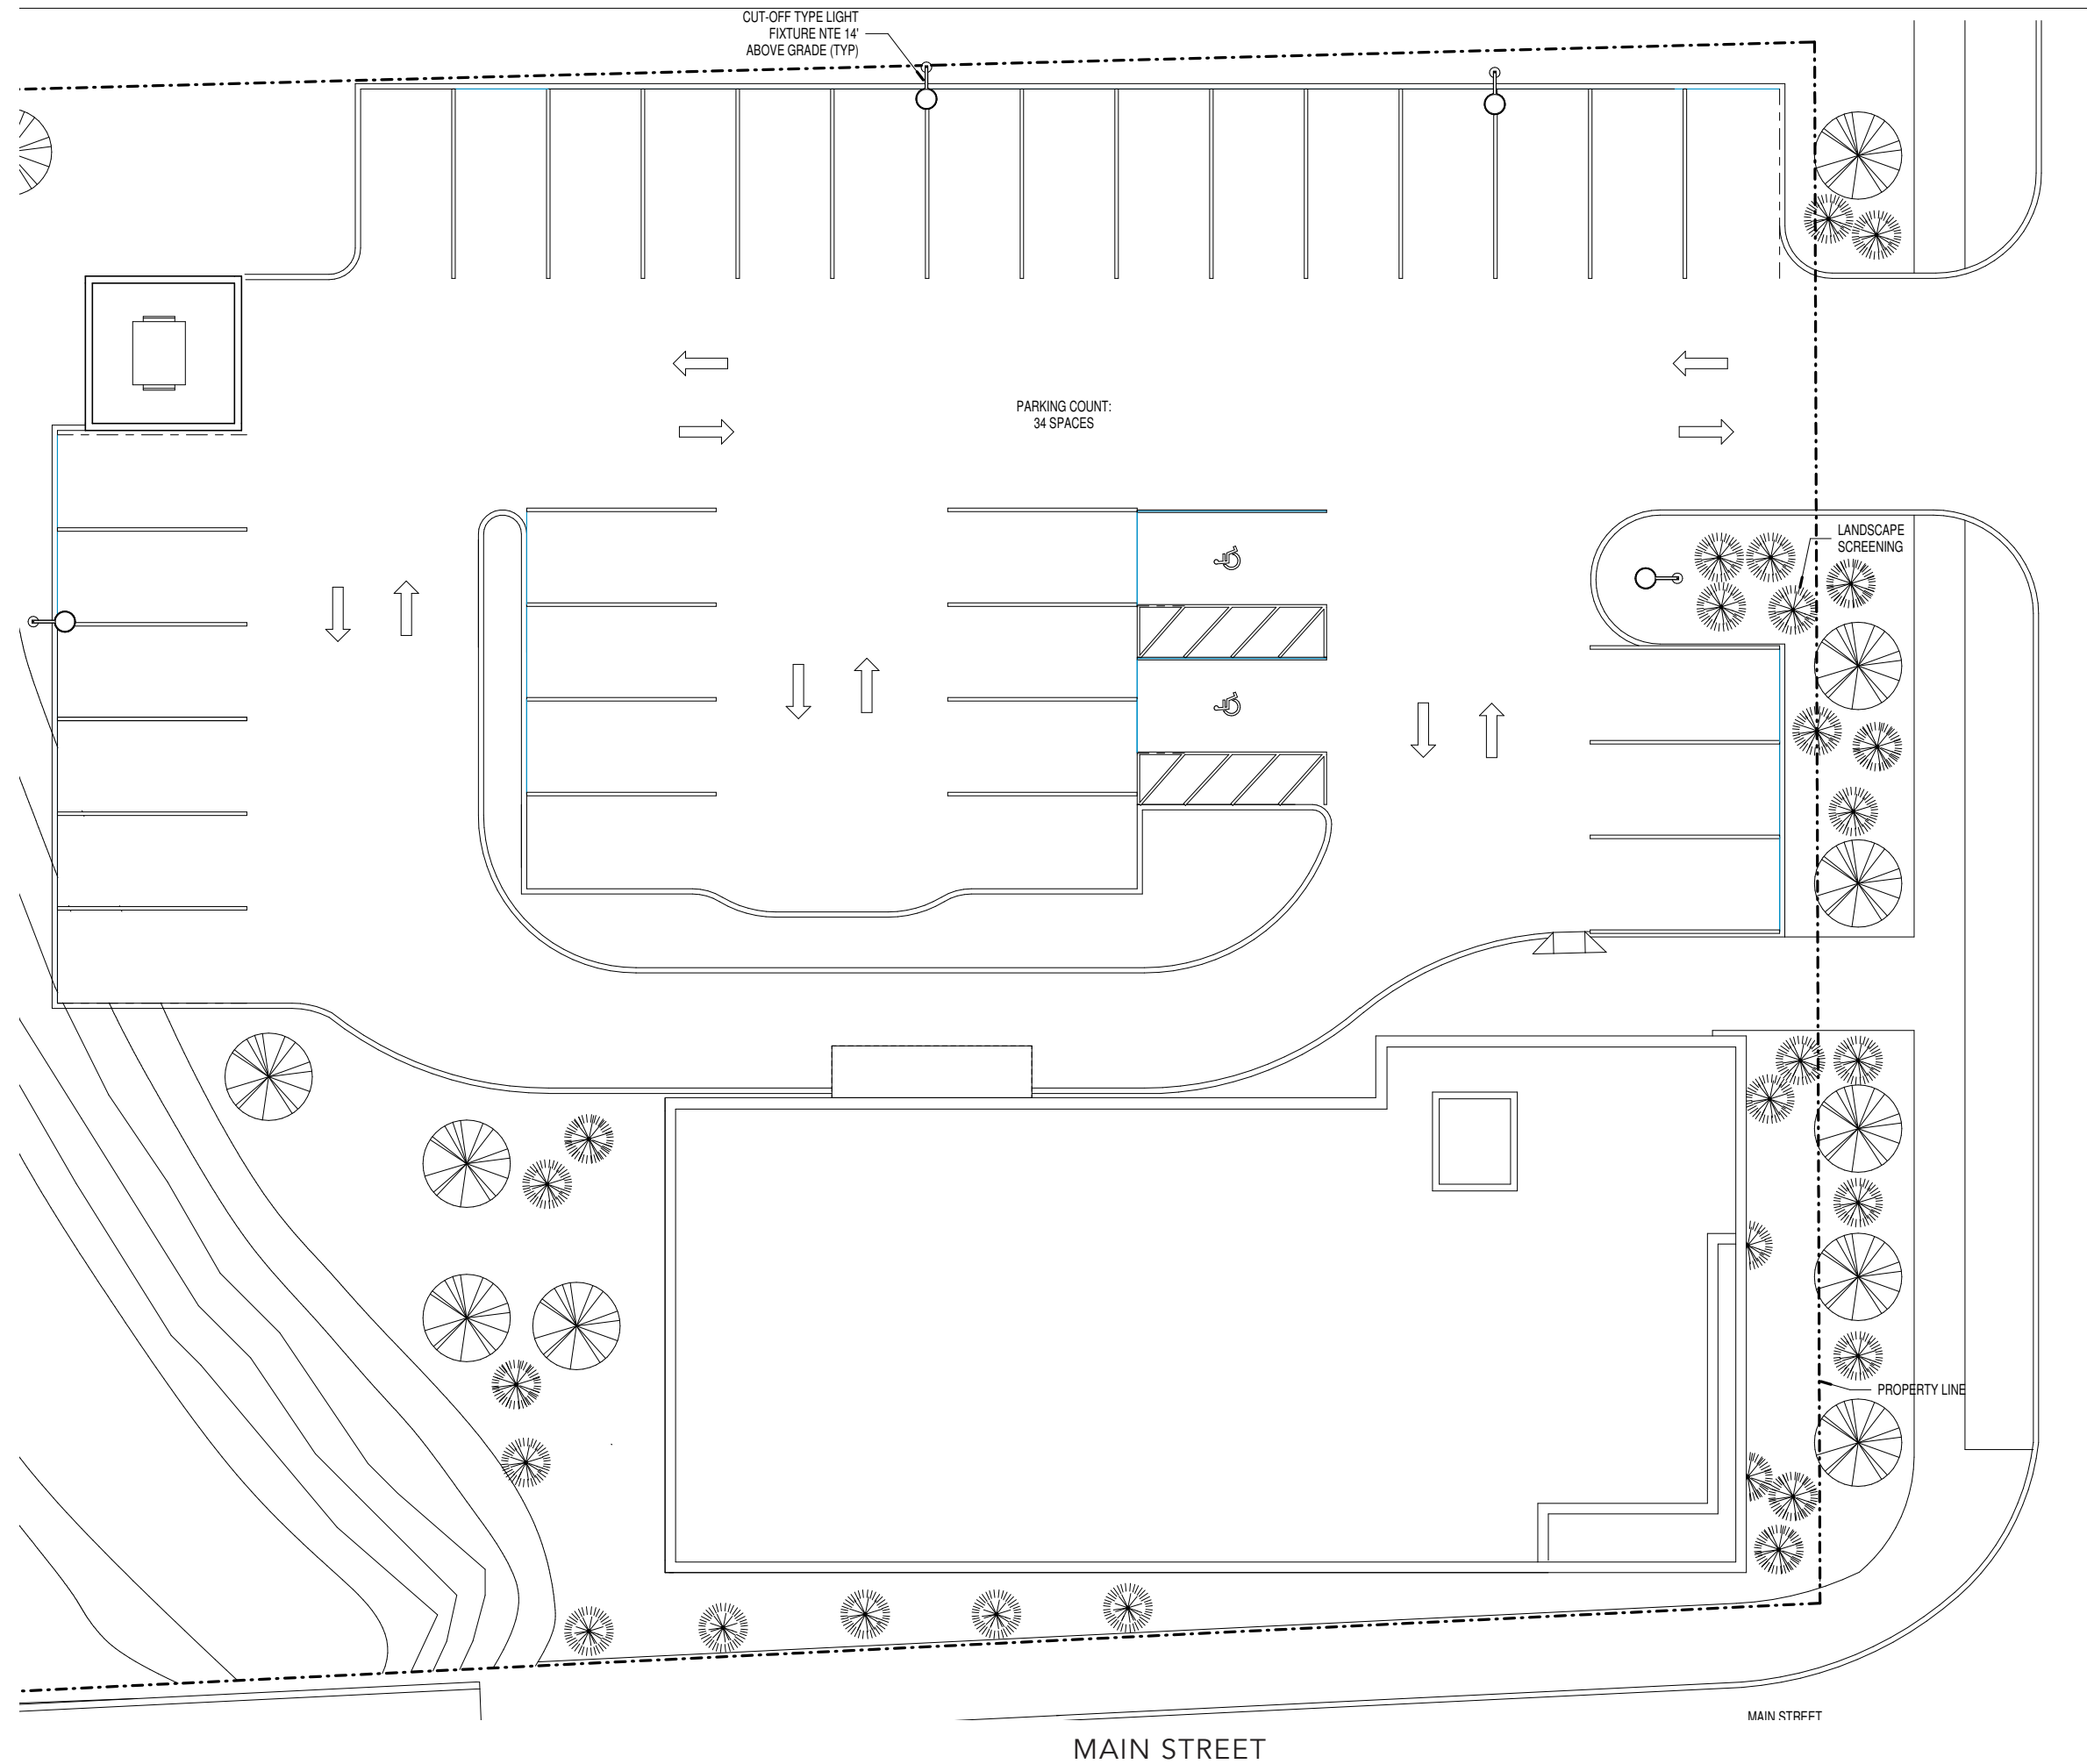 CUT-OFF TYPE LIGHT
FIXTURE NTE 14'
ABOVE GRADE (TYP)
PARKING COUNT:
34 SPACES
LANDSCAPE
SCREENING
PROPERTY LINE
MAIN STREET
MAIN STREET